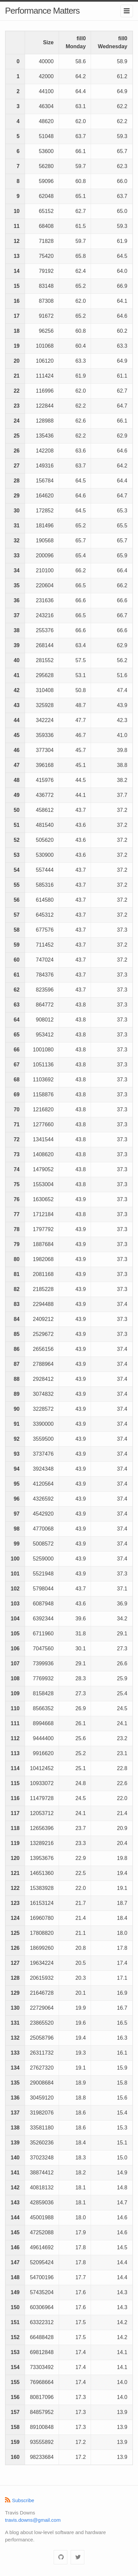 Performance Matters
Size fill0 Monday fill0 Wednesday
0 40000 58.6 58.9
1 42000 64.2 61.2
2 44100 64.4 64.9
3 46304 63.1 62.2
4 48620 62.0 62.2
5 51048 63.7 59.3
6 53600 66.1 65.7
7 56280 59.7 62.3
8 59096 60.8 66.0
9 62048 65.1 63.7
10 65152 62.7 65.0
11 68408 61.5 59.3
12 71828 59.7 61.9
13 75420 65.8 64.5
14 79192 62.4 64.0
15 83148 65.2 66.9
16 87308 62.0 64.1
17 91672 65.2 64.6
18 96256 60.8 60.2
19 101068 60.4 63.3
20 106120 63.3 64.9
21 111424 61.9 61.1
22 116996 62.0 62.7
23 122844 62.2 64.7
24 128988 62.6 66.1
25 135436 62.2 62.9
26 142208 63.6 64.6
27 149316 63.7 64.2
28 156784 64.5 64.4
29 164620 64.6 64.7
30 172852 64.5 65.3
31 181496 65.2 65.5
32 190568 65.7 65.7
33 200096 65.4 65.9
34 210100 66.2 66.4
35 220604 66.5 66.2
36 231636 66.6 66.6
37 243216 66.5 66.7
38 255376 66.6 66.6
39 268144 63.4 62.9
40 281552 57.5 56.2
41 295628 53.1 51.6
42 310408 50.8 47.4
43 325928 48.7 43.9
44 342224 47.7 42.3
45 359336 46.7 41.0
46 377304 45.7 39.8
47 396168 45.1 38.8
48 415976 44.5 38.2
49 436772 44.1 37.7
50 458612 43.7 37.2
51 481540 43.6 37.2
52 505620 43.6 37.2
53 530900 43.6 37.2
54 557444 43.7 37.2
55 585316 43.7 37.2
56 614580 43.7 37.2
57 645312 43.7 37.2
58 677576 43.7 37.3
59 711452 43.7 37.2
60 747024 43.7 37.3
61 784376 43.7 37.3
62 823596 43.7 37.3
63 864772 43.8 37.3
64 908012 43.8 37.3
65 953412 43.8 37.3
66 1001080 43.8 37.3
67 1051136 43.8 37.3
68 1103692 43.8 37.3
69 1158876 43.8 37.3
70 1216820 43.8 37.3
71 1277660 43.8 37.3
72 1341544 43.8 37.3
73 1408620 43.8 37.3
74 1479052 43.8 37.3
75 1553004 43.8 37.3
76 1630652 43.9 37.3
77 1712184 43.8 37.3
78 1797792 43.9 37.3
79 1887684 43.9 37.3
80 1982068 43.9 37.3
81 2081168 43.9 37.3
82 2185228 43.9 37.3
83 2294488 43.9 37.3
84 2409212 43.9 37.3
85 2529672 43.9 37.3
86 2656156 43.9 37.4
87 2788964 43.9 37.4
88 2928412 43.9 37.4
89 3074832 43.9 37.4
90 3228572 43.9 37.4
91 3390000 43.9 37.4
92 3559500 43.9 37.4
93 3737476 43.9 37.4
94 3924348 43.9 37.4
95 4120564 43.9 37.4
96 4326592 43.9 37.4
97 4542920 43.9 37.4
98 4770068 43.9 37.4
99 5008572 43.9 37.4
100 5259000 43.9 37.4
101 5521948 43.9 37.3
102 5798044 43.7 37.1
103 6087948 43.6 36.9
104 6392344 39.6 34.2
105 6711960 31.8 29.1
106 7047560 30.1 27.3
107 7399936 29.1 26.6
108 7769932 28.3 25.9
109 8158428 27.3 25.4
110 8566352 26.9 24.5
111 8994668 26.1 24.1
112 9444400 25.6 23.2
113 9916620 25.2 23.1
114 10412452 25.1 22.8
115 10933072 24.8 22.6
116 11479728 24.5 22.0
117 12053712 24.1 21.4
118 12656396 23.7 20.9
119 13289216 23.3 20.4
120 13953676 22.9 19.8
121 14651360 22.5 19.4
122 15383928 22.0 19.1
123 16153124 21.7 18.7
124 16960780 21.4 18.4
125 17808820 21.1 18.0
126 18699260 20.8 17.8
127 19634224 20.5 17.4
128 20615932 20.3 17.1
129 21646728 20.1 16.9
130 22729064 19.9 16.7
131 23865520 19.6 16.5
132 25058796 19.4 16.3
133 26311732 19.3 16.1
134 27627320 19.1 15.9
135 29008684 18.9 15.8
136 30459120 18.8 15.6
137 31982076 18.6 15.4
138 33581180 18.6 15.3
139 35260236 18.4 15.1
140 37023248 18.3 15.0
141 38874412 18.2 14.9
142 40818132 18.1 14.8
143 42859036 18.1 14.7
144 45001988 18.0 14.6
145 47252088 17.9 14.6
146 49614692 17.8 14.5
147 52095424 17.8 14.4
148 54700196 17.7 14.4
149 57435204 17.6 14.3
150 60306964 17.6 14.3
151 63322312 17.5 14.2
152 66488428 17.5 14.2
153 69812848 17.4 14.1
154 73303492 17.4 14.1
155 76968664 17.4 14.0
156 80817096 17.3 14.0
157 84857952 17.3 13.9
158 89100848 17.3 13.9
159 93555892 17.2 13.9
160 98233684 17.2 13.9
Subscribe
Travis Downs
travis.downs@gmail.com
A blog about low-level software and hardware
performance